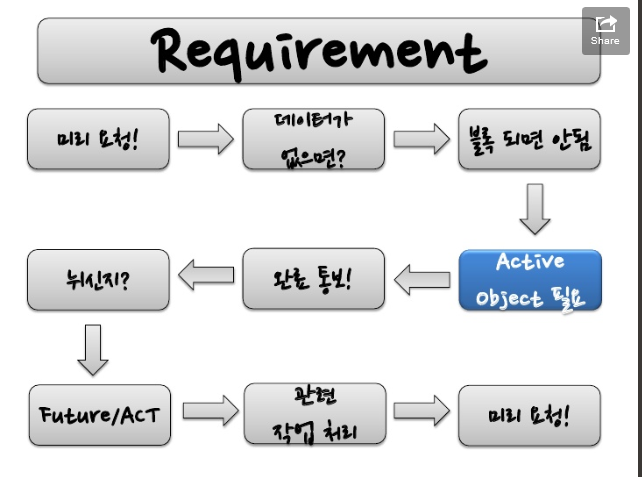 Requirement
Share
미리 요청!
데이터가
없으면?
블록 되면 안됨
Active
Object 필요
완료 통보!
뉘신지?
Future/ACT
관련
작업 처리
미리 요청!